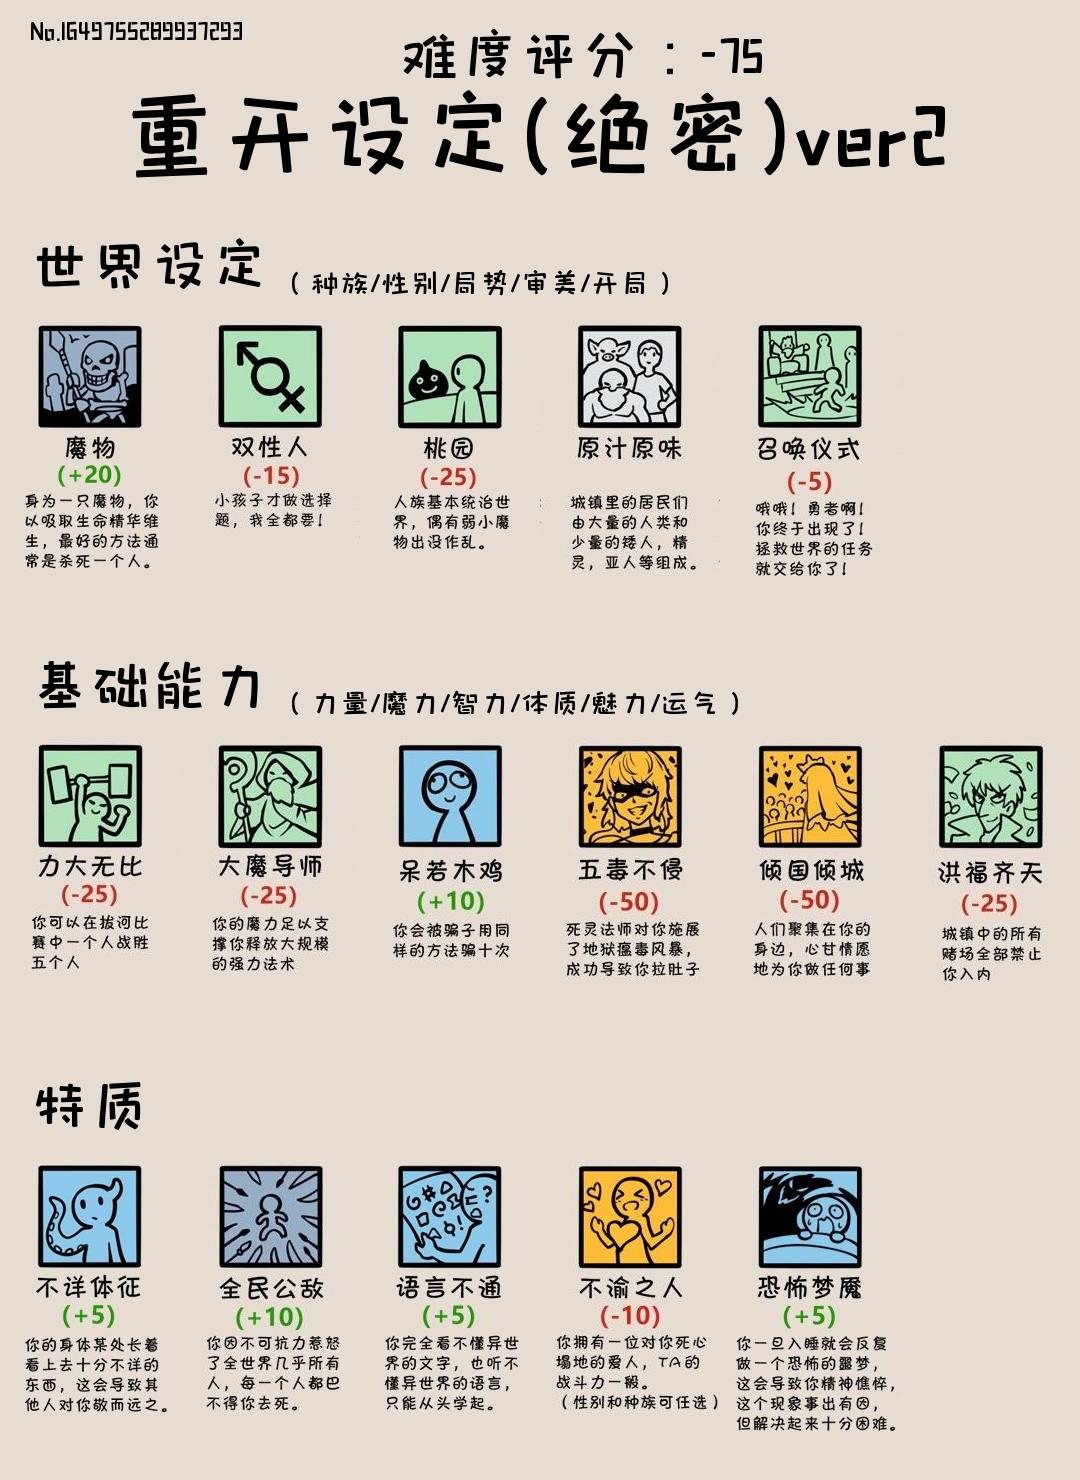 No.1649755289937293
难度评分：-75
重开设定(绝密)ver2
世界设定（种族/性别/局势/审美/开局）
魔物
(+20)
身为一只魔物，你
以吸取生命精华维
生，最好的方法通
常是杀死一个人。
双性人
(-15)
小孩子才做选择
题，我全都要！
桃园
(-25)
人族基本统治世
界，偶有弱小魔
物出没作乱。
原汁原味
城镇里的居民们
由大量的人类和
少量的矮人，精
灵，亚人等组成。
召唤仪式
(-5)
哦哦！勇者啊！
你终于出现了！
拯救世界的任务
就交给你了！
基础能力（力量/魔力/智力/体质/魅力/运气）
力大无比
(-25)
你可以在拔河比
赛中一个人战胜
五个人
大魔导师
(-25)
你的魔力足以支
撑你释放大规模
的强力法术
呆若木鸡
(+10)
你会被骗子用同
样的方法骗十次
五毒不侵
(-50)
死灵法师对你施展
了地狱瘟毒风暴，
成功导致你拉肚子
倾国倾城
(-50)
人们聚集在你的
身边，心甘情愿
地为你做任何事
洪福齐天
(-25)
城镇中的所有
赌场全部禁止
你入内
特质
不详体征
(+5)
你的身体某处长着
看上去十分不详的
东西，这会导致其
他人对你敬而远之。
全民公敌
(+10)
你因不可抗力惹怒
了全世界几乎所有
人，每一个人都巴
不得你去死。
语言不通
(+5)
你完全看不懂异世
界的文字，也听不
懂异世界的语言，
只能从头学起。
不渝之人
(-10)
你拥有一位对你死心
塌地的爱人，TA的
战斗力一般。
（性别和种族可任选）
恐怖梦魇
(+5)
你一旦入睡就会反复
做一个恐怖的噩梦，
这会导致你精神憔悴，
这个现象事出有因，
但解决起来十分困难。